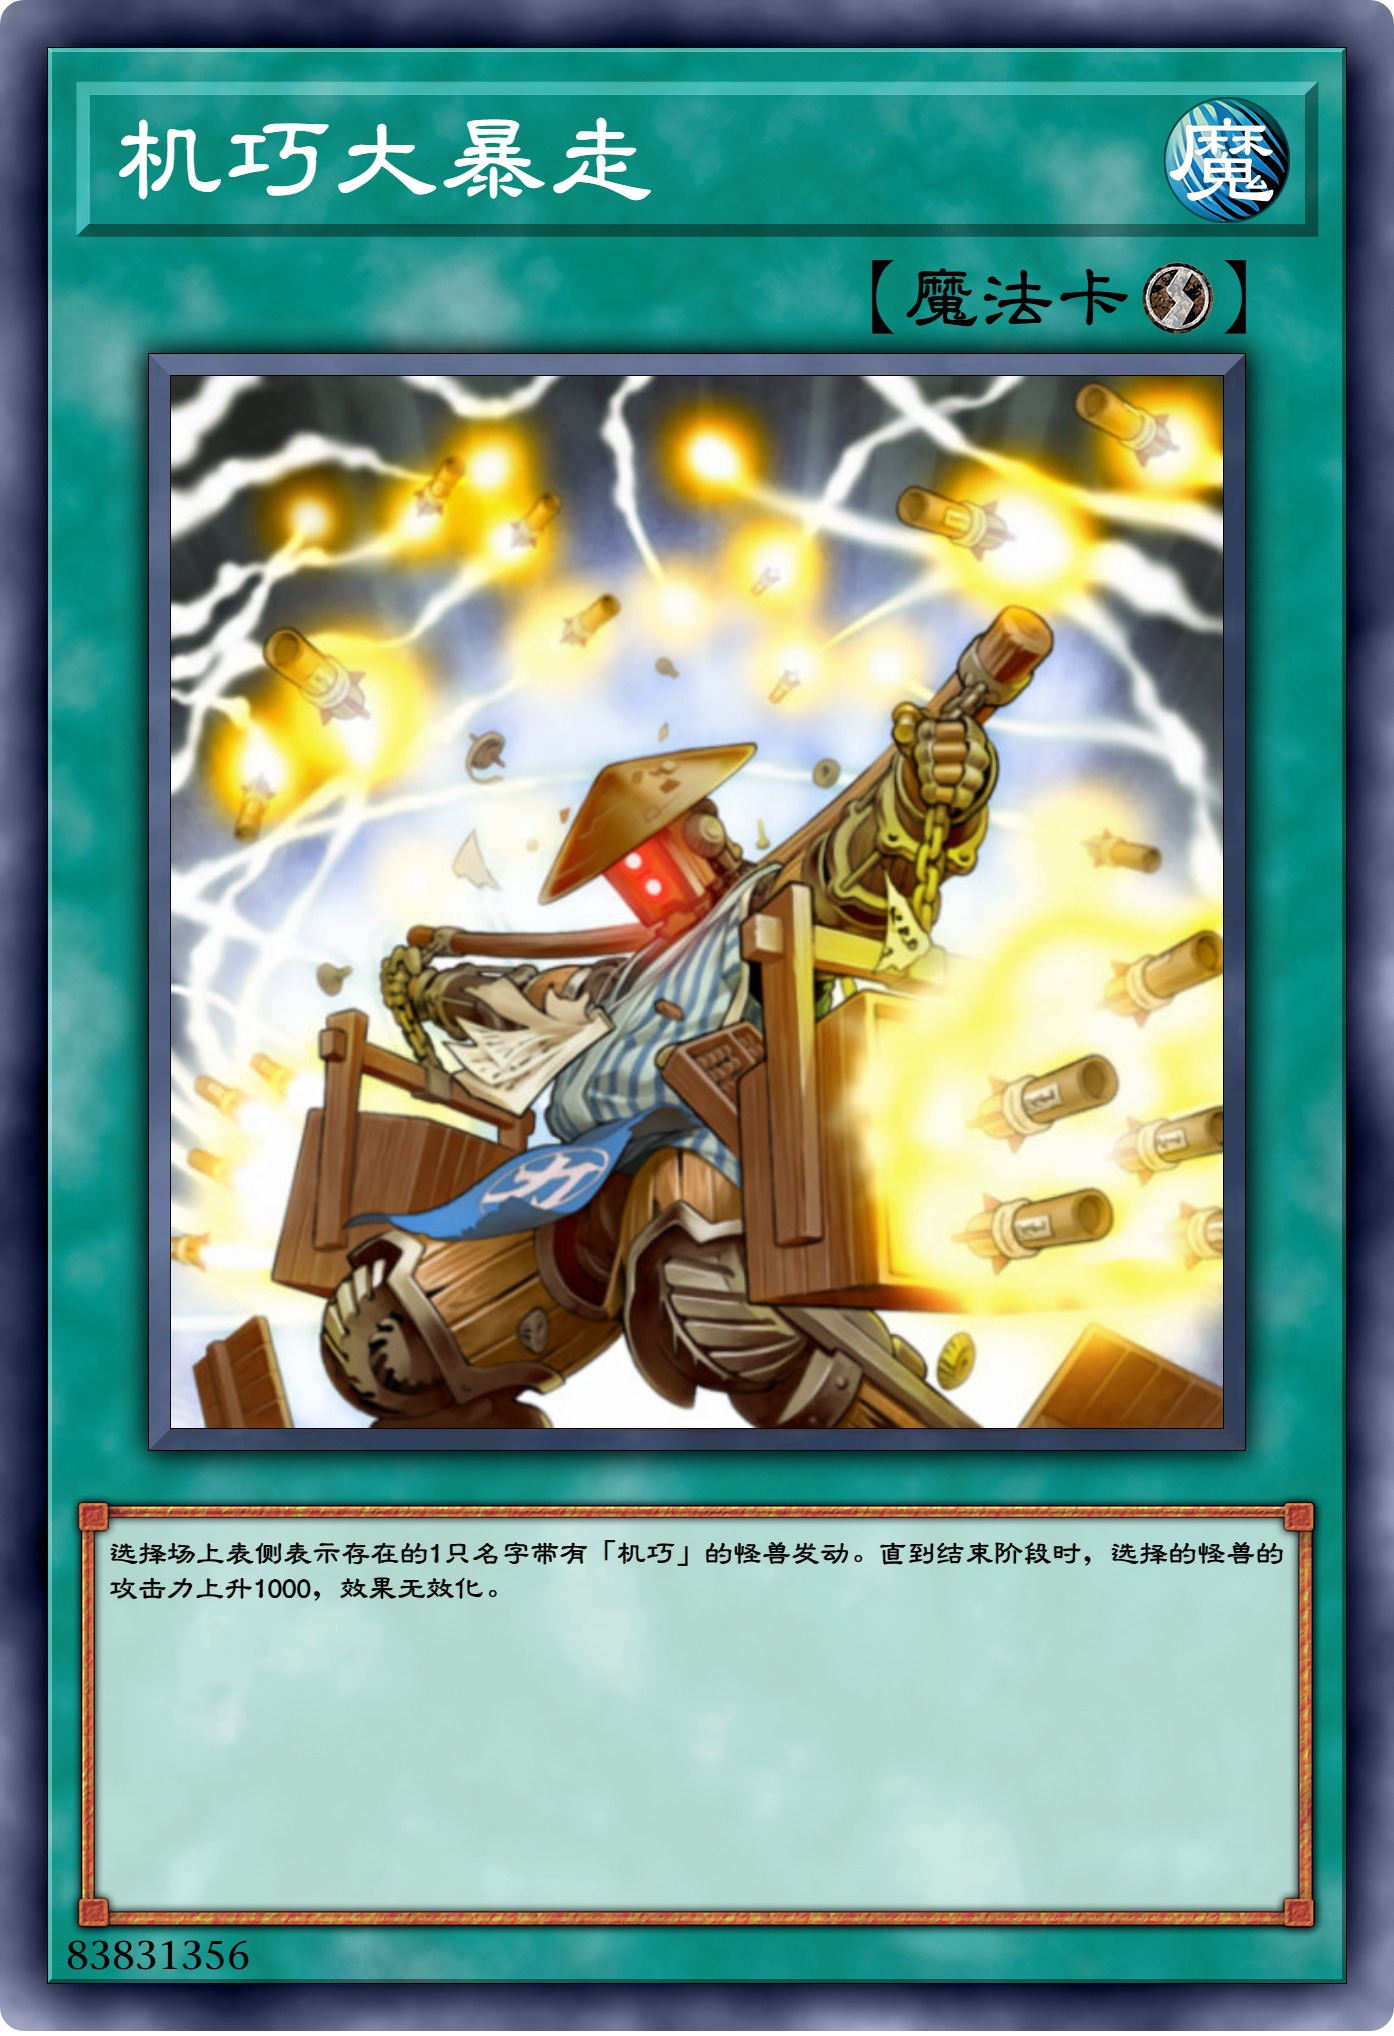 机巧大暴走
魔
【魔法卡】
力
选择场上表侧表示存在的1只名字带有「机巧」的怪兽发动。直到结束阶段时，选择的怪兽的
攻击力上升1000，效果无效化。
83831356